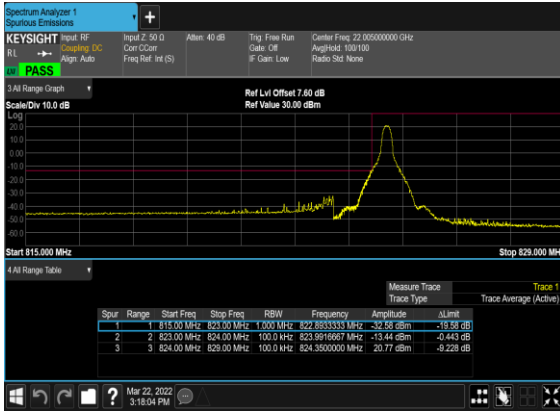 Spectrum Analyzer 1
Spurious Emissions
+
KEYSIGHT Input: RF Input Z: 50 Ω Atten: 40 dB Trig: Free Run Center Freq: 22.005000000 GHz
RL Coupling: DC Corr CCorr Gate: Off Avg|Hold: 100/100
Align: Auto Freq Ref: Int (S) IF Gain: Low Radio Std: None
PASS
3 All Range Graph
Ref Lvl Offset 7.60 dB
Scale/Div 10.0 dB Ref Value 30.00 dBm
Log
20.0
10.0
0.00
-10.0
-20.0
-30.0
-40.0
-50.0
-60.0
Start 815.000 MHz Stop 829.000 MH
4 All Range Table
Measure Trace Trace 1
Trace Type Trace Average (Active)
Spur Range Start Freq Stop Freq RBW Frequency Amplitude ΔLimit
1 1 815.00 MHz 823.00 MHz 1.000 MHz 822.8933333 MHz -32.58 dBm -19.58 dB
2 2 823.00 MHz 824.00 MHz 100.0 kHz 823.9916667 MHz -13.44 dBm -0.443 dB
3 3 824.00 MHz 829.00 MHz 100.0 kHz 824.3500000 MHz 20.77 dBm -9.228 dB
? Mar 22, 2022
3:18:04 PM